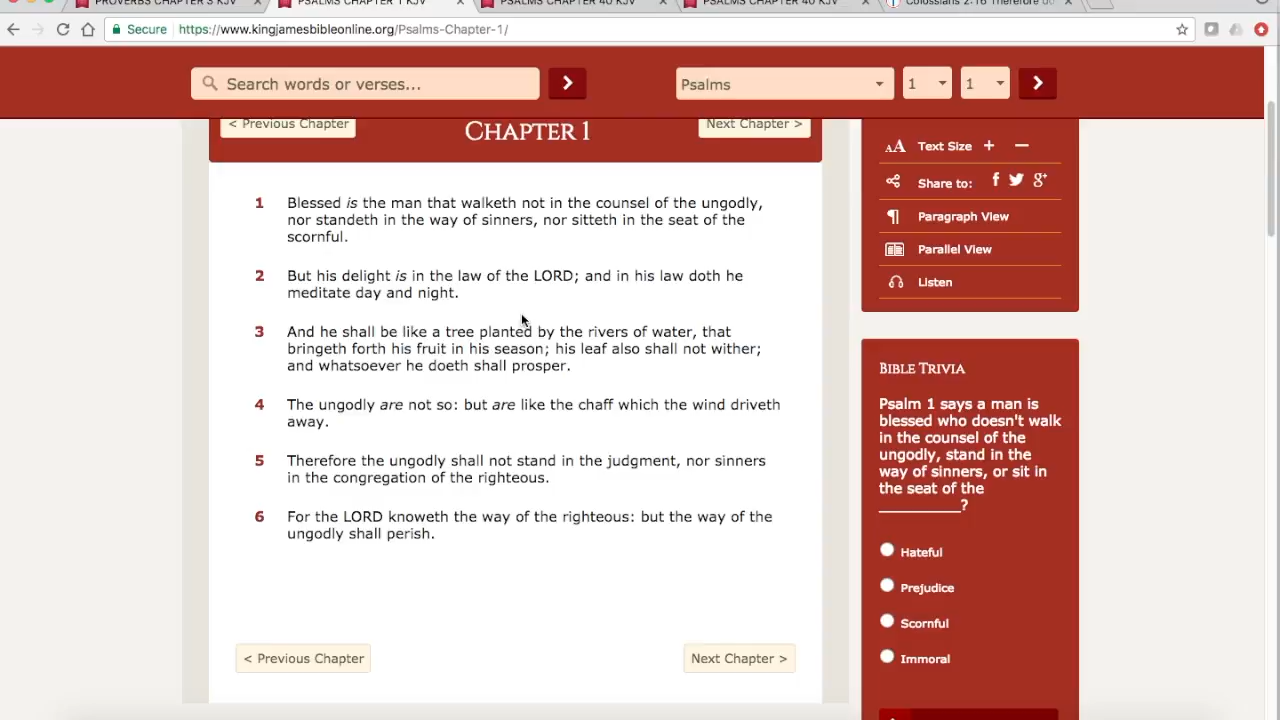 PROVERBS CHAPTER 3 KJV
PSALMS CHAPTER 1 KJV
PSALMS CHAPTER 40 KJV
PSALMS CHAPTER 40 KJV
Colossians 2-16 Therefore do
Secure https://www.kingjamesbibleonline.org/Psalms-Chapter-1/
Search words or verses...
Psalms
1
1
< Previous Chapter
CHAPTER 1
Next Chapter >
1 Blessed is the man that walketh not in the counsel of the ungodly,
nor standeth in the way of sinners, nor sitteth in the seat of the
scornful.
2 But his delight is in the law of the LORD; and in his law doth he
meditate day and night.
3 And he shall be like a tree planted by the rivers of water, that
bringeth forth his fruit in his season; his leaf also shall not wither;
and whatsoever he doeth shall prosper.
4 The ungodly are not so: but are like the chaff which the wind driveth
away.
5 Therefore the ungodly shall not stand in the judgment, nor sinners
in the congregation of the righteous.
6 For the LORD knoweth the way of the righteous: but the way of the
ungodly shall perish.
< Previous Chapter
Next Chapter >
AA Text Size + −
Share to: f g+
¶ Paragraph View
Parallel View
Listen
BIBLE TRIVIA
Psalm 1 says a man is
blessed who doesn't walk
in the counsel of the
ungodly, stand in the
way of sinners, or sit in
the seat of the
__________?
Hateful
Prejudice
Scornful
Immoral